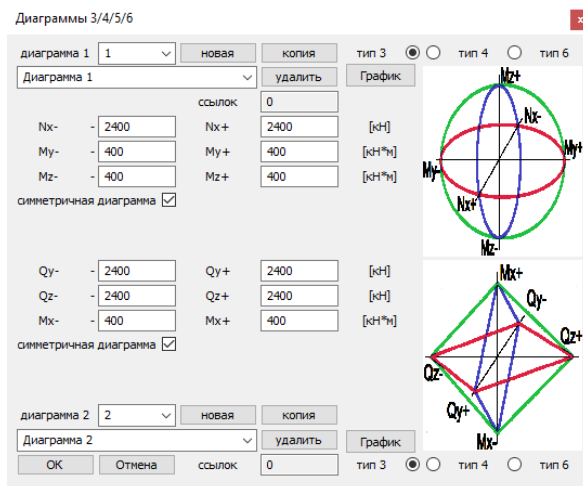 Диаграммы 3/4/5/6 x
диаграмма 1 1 новая копия тип 3 тип 4 тип 6
Диаграмма 1 удалить График
ссылок 0
Nx- - 2400 Nx+ 2400 [кН]
My- - 400 My+ 400 [кН*м]
Mz- - 400 Mz+ 400 [кН*м]
симметричная диаграмма
Mz+
Nx-
My+
My-
Nx+
Mz-
Qy- - 2400 Qy+ 2400 [кН]
Qz- - 2400 Qz+ 2400 [кН]
Mx- - 400 Mx+ 400 [кН*м]
симметричная диаграмма
Mx+
Qy-
Qz+
Qz-
Qy+
Mx-
диаграмма 2 2 новая копия
Диаграмма 2 удалить График
OK Отмена ссылок 0 тип 3 тип 4 тип 6